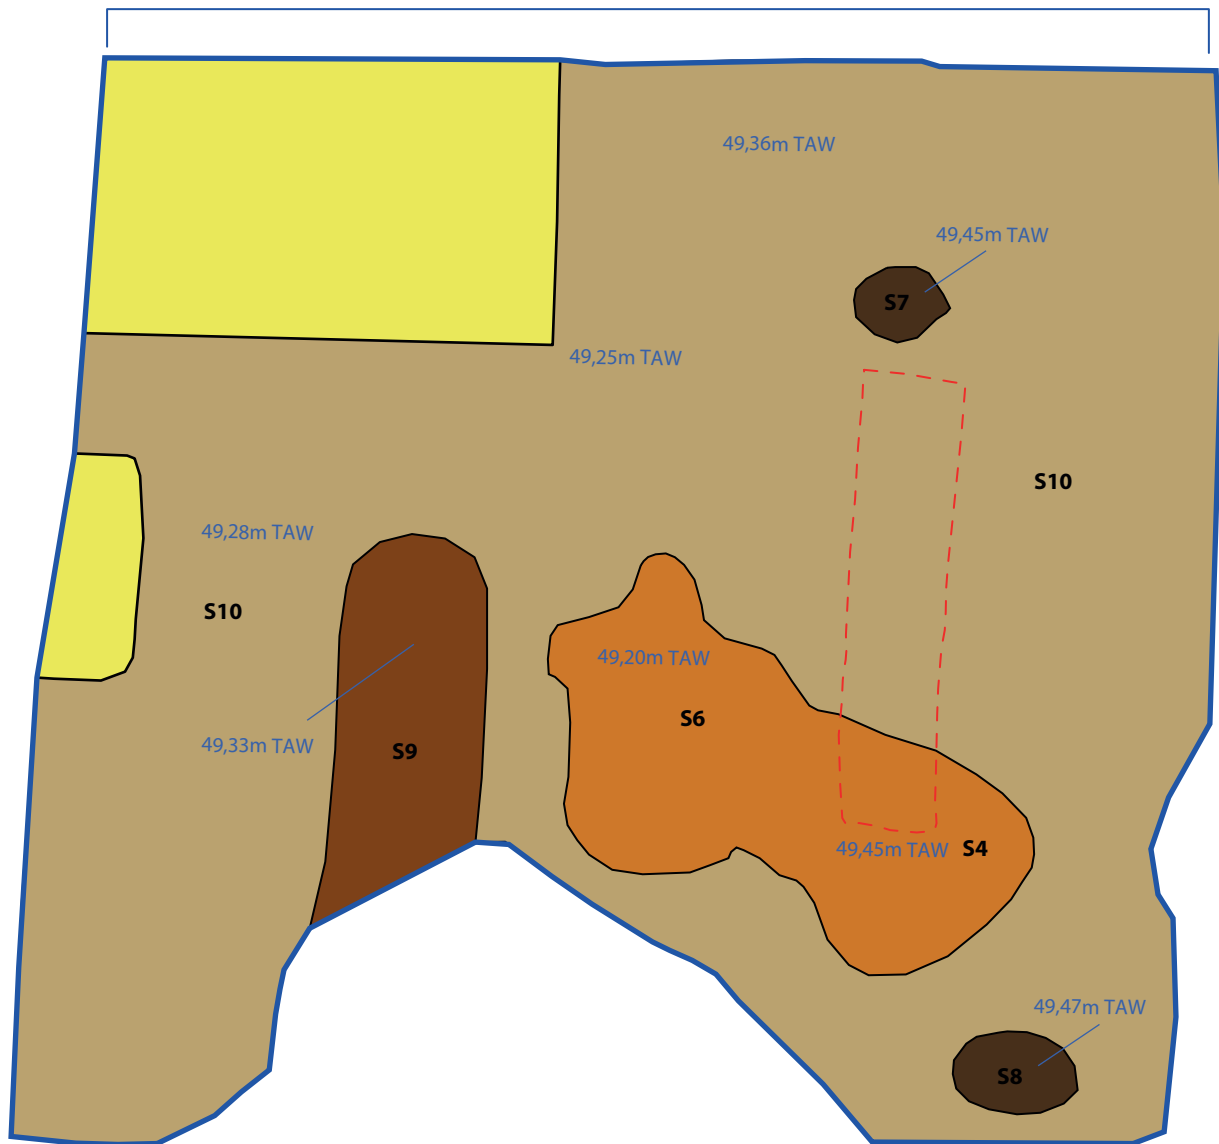 49,36m TAW
49,45m TAW
S7
49,25m TAW
S10
49,28m TAW
S10
49,20m TAW
S6
49,33m TAW
S9
49,45m TAW
S4
49,47m TAW
S8